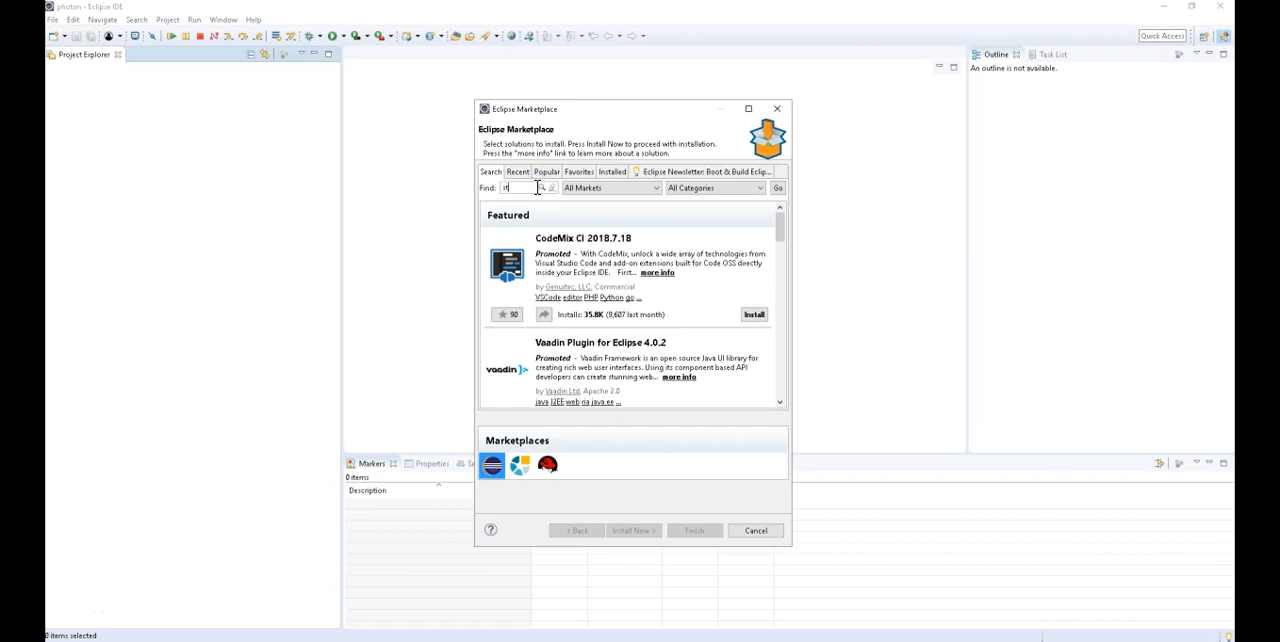 photon - Eclipse IDE
File Edit Navigate Search Project Run Window Help
Quick Access
Project Explorer
Outline Task List
An outline is not available.
Eclipse Marketplace
Eclipse Marketplace
Select solutions to install. Press Install Now to proceed with installation.
Press the "more info" link to learn more about a solution.
Search Recent Popular Favorites Installed Eclipse Newsletter: Boot & Build Eclip...
Find: st All Markets All Categories Go
Featured
CodeMix CI 2018.7.18
Promoted - With CodeMix, unlock a wide array of technologies from
Visual Studio Code and add-on extensions built for Code OSS directly
inside your Eclipse IDE. First... more info
by Genuitec, LLC, Commercial
VSCode editor PHP Python go ...
90 Installs: 35.8K (9,607 last month) Install
Vaadin Plugin for Eclipse 4.0.2
Promoted - Vaadin Framework is an open source Java UI library for
creating rich web user interfaces. Using its component based API
developers can create stunning web... more info
vaadin }>
by Vaadin Ltd, Apache 2.0
java J2EE web ria java ee ...
Marketplaces
Markers Properties Se
0 items
Description
< Back Install Now > Finish Cancel
0 items selected